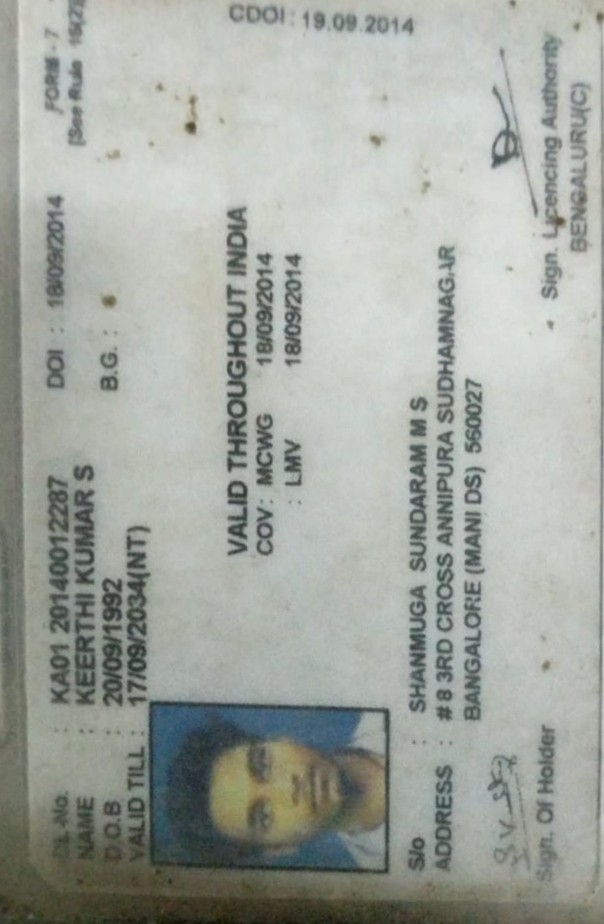 FORM - 7
[See Rule 16(2)]
DL.No. : KA01 20140012287 DOI : 18/09/2014
NAME : KEERTHI KUMAR S
D.O.B : 20/09/1992 B.G. :
VALID TILL : 17/09/2034(NT)
CDOI : 19.09.2014
VALID THROUGHOUT INDIA
COV: MCWG 18/09/2014
: LMV 18/09/2014
S/o : SHANMUGA SUNDARAM M S
ADDRESS : # 8 3RD CROSS ANNIPURA SUDHAMNAGAR
BANGALORE (MANI DS) 560027
Sign. Of Holder
Sign. Licencing Authority
BENGALURU(C)